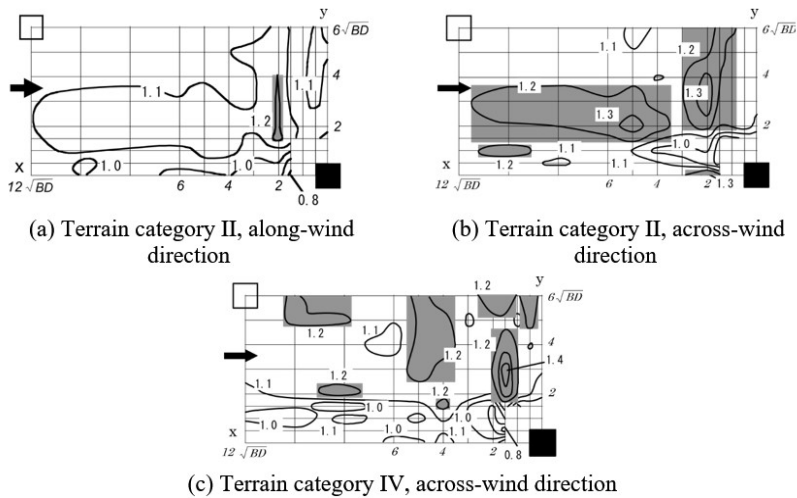 y
6√BD
1.1
1.1
4
1.2
2
1.0
1.0
x
12√BD
6
4
2
0.8
(a) Terrain category II, along-wind
direction
y
6√BD
1.1
1.2
1.2
4
1.3
1.3
2
1.0
x
1.2
1.1
1.1
12√BD
6
4
2
1.3
(b) Terrain category II, across-wind
direction
y
1.2
6√BD
1.2
1.1
1.2
1.2
4
1.4
1.2
1.2
1.1
2
1.0
1.0
1.0
1.1
1.1
x
12√BD
6
4
2
0.8
(c) Terrain category IV, across-wind direction